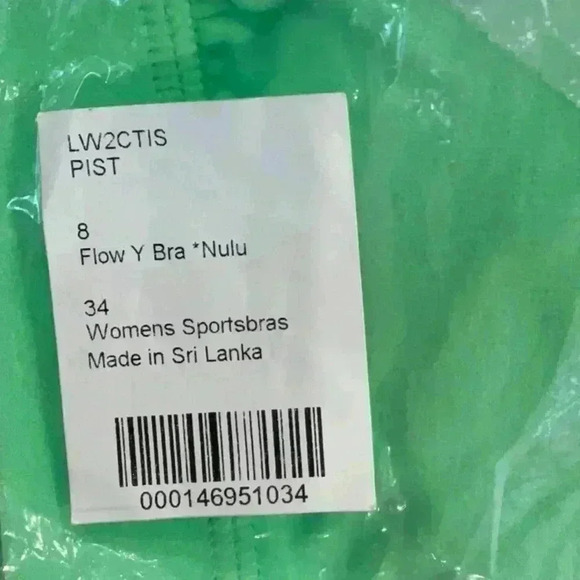 LW2CTIS
PIST
8
Flow Y Bra *Nulu
34
Womens Sportsbras
Made in Sri Lanka
000146951034